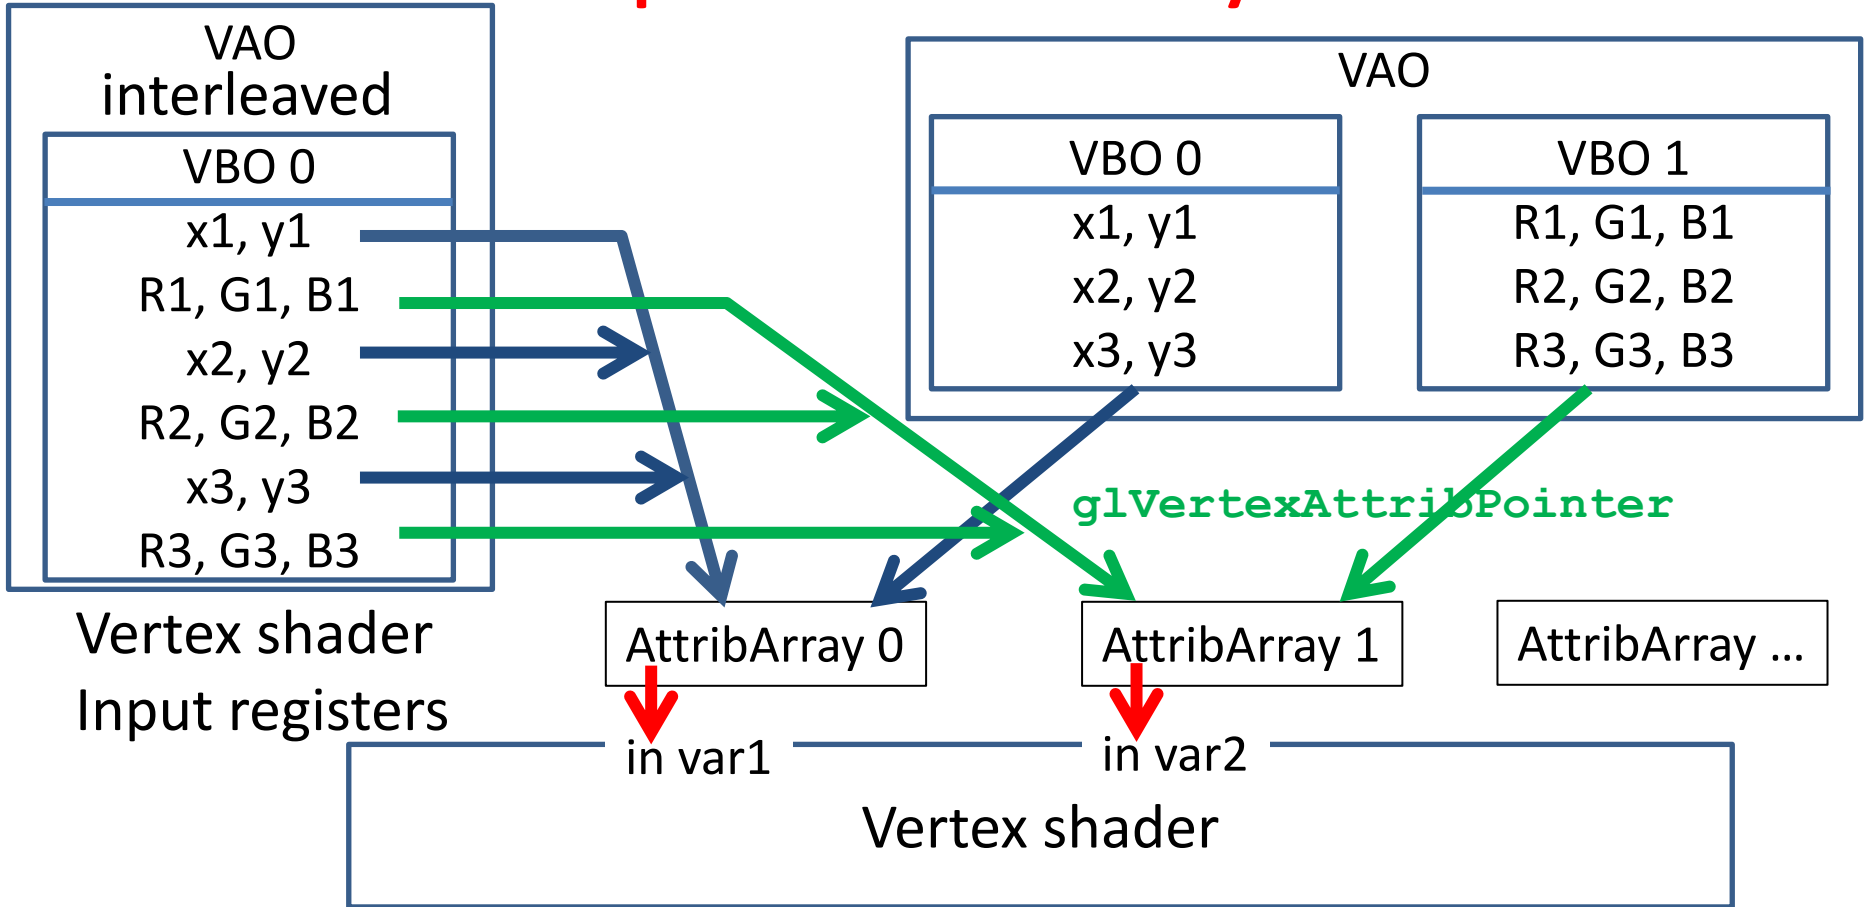 VAO
interleaved
VBO 0
x1, y1
R1, G1, B1
x2, y2
R2, G2, B2
x3, y3
R3, G3, B3
VAO
VBO 0
x1, y1
x2, y2
x3, y3
VBO 1
R1, G1, B1
R2, G2, B2
R3, G3, B3
glVertexAttribPointer
Vertex shader
Input registers
AttribArray 0
AttribArray 1
AttribArray ...
in var1
in var2
Vertex shader